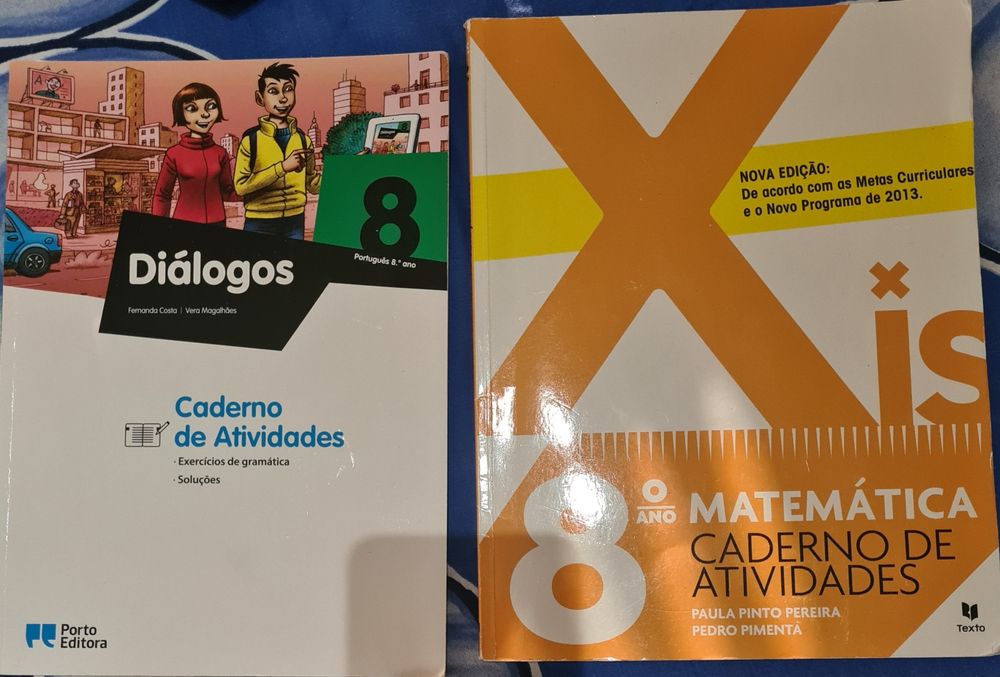 8
Português 8.º ano
Diálogos
Fernanda Costa | Vera Magalhães
Caderno
de Atividades
· Exercícios de gramática
· Soluções
Porto
Editora
Xis
NOVA EDIÇÃO:
De acordo com as Metas Curriculares
e o Novo Programa de 2013.
8º ANO
MATEMÁTICA
CADERNO DE
ATIVIDADES
PAULA PINTO PEREIRA
PEDRO PIMENTA
Texto